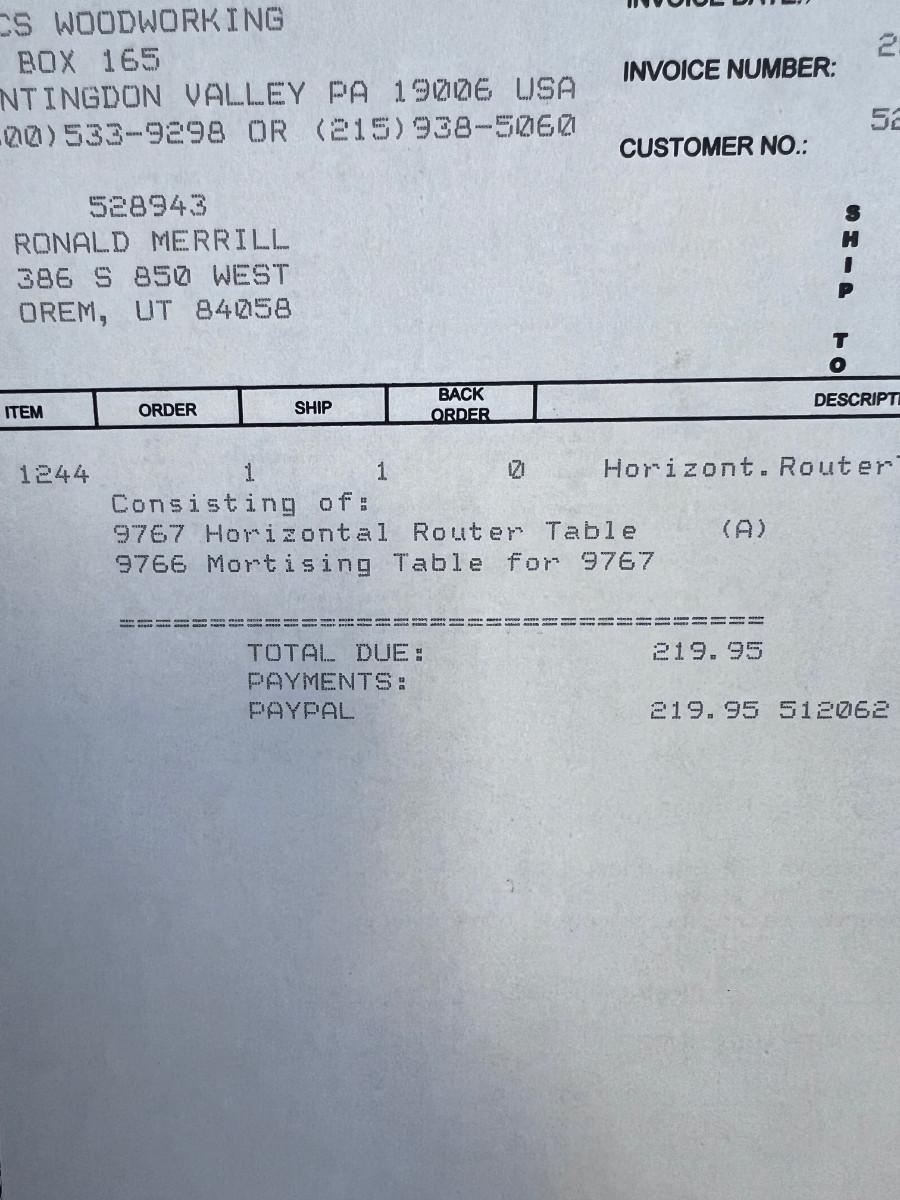 CS WOODWORKING
BOX 165
NTINGDON VALLEY PA 19006 USA
00)533-9298 OR (215)938-5060
INVOICE DATE:
INVOICE NUMBER:
CUSTOMER NO.:
528943
RONALD MERRILL
386 S 850 WEST
OREM, UT 84058
SHIP TO
ITEM ORDER SHIP BACK ORDER DESCRIPTI
1244 1 1 0 Horizont.Router
Consisting of:
9767 Horizontal Router Table (A)
9766 Mortising Table for 9767
===================================
TOTAL DUE: 219.95
PAYMENTS:
PAYPAL 219.95 512062